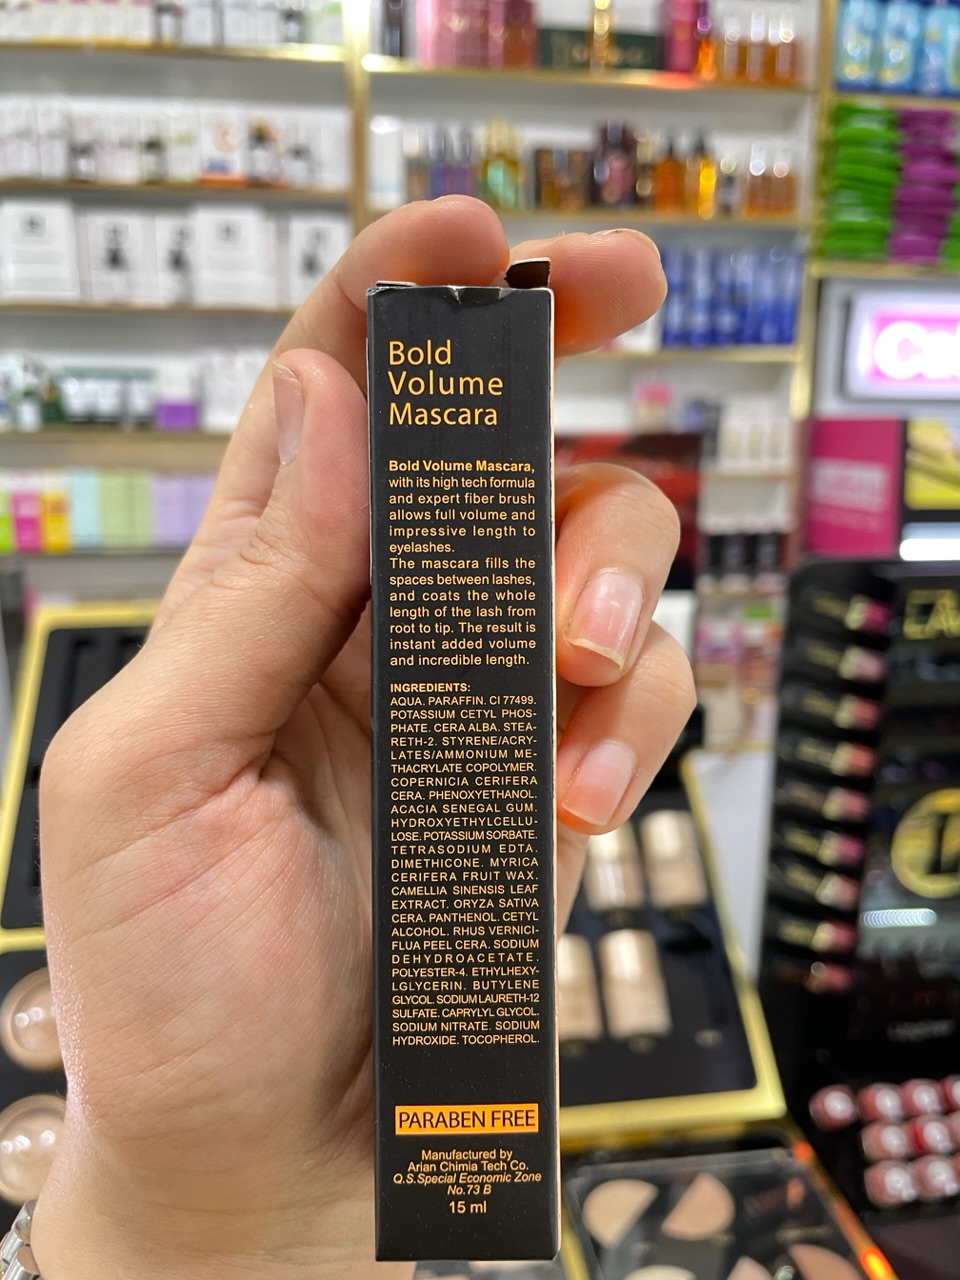 Bold
Volume
Mascara
Bold Volume Mascara,
with its high tech formula
and expert fiber brush
allows full volume and
impressive length to
eyelashes.
The mascara fills the
spaces between lashes,
and coats the whole
length of the lash from
root to tip. The result is
instant added volume
and incredible length.
INGREDIENTS:
AQUA. PARAFFIN. CI 77499.
POTASSIUM CETYL PHOS-
PHATE. CERA ALBA. STEA-
RETH-2. STYRENE/ACRY-
LATES/AMMONIUM ME-
THACRYLATE COPOLYMER.
COPERNICIA CERIFERA
CERA. PHENOXYETHANOL.
ACACIA SENEGAL GUM.
HYDROXYETHYLCELLU-
LOSE. POTASSIUM SORBATE.
TETRASODIUM EDTA.
DIMETHICONE. MYRICA
CERIFERA FRUIT WAX.
CAMELLIA SINENSIS LEAF
EXTRACT. ORYZA SATIVA
CERA. PANTHENOL. CETYL
ALCOHOL. RHUS VERNICI-
FLUA PEEL CERA. SODIUM
DEHYDROACETATE.
POLYESTER-4. ETHYLHEXY-
LGLYCERIN. BUTYLENE
GLYCOL. SODIUM LAURETH-12
SULFATE. CAPRYLYL GLYCOL.
SODIUM NITRATE. SODIUM
HYDROXIDE. TOCOPHEROL.
PARABEN FREE
Manufactured by
Arian Chimia Tech Co.
Q.S.Special Economic Zone
No.73 B
15 ml